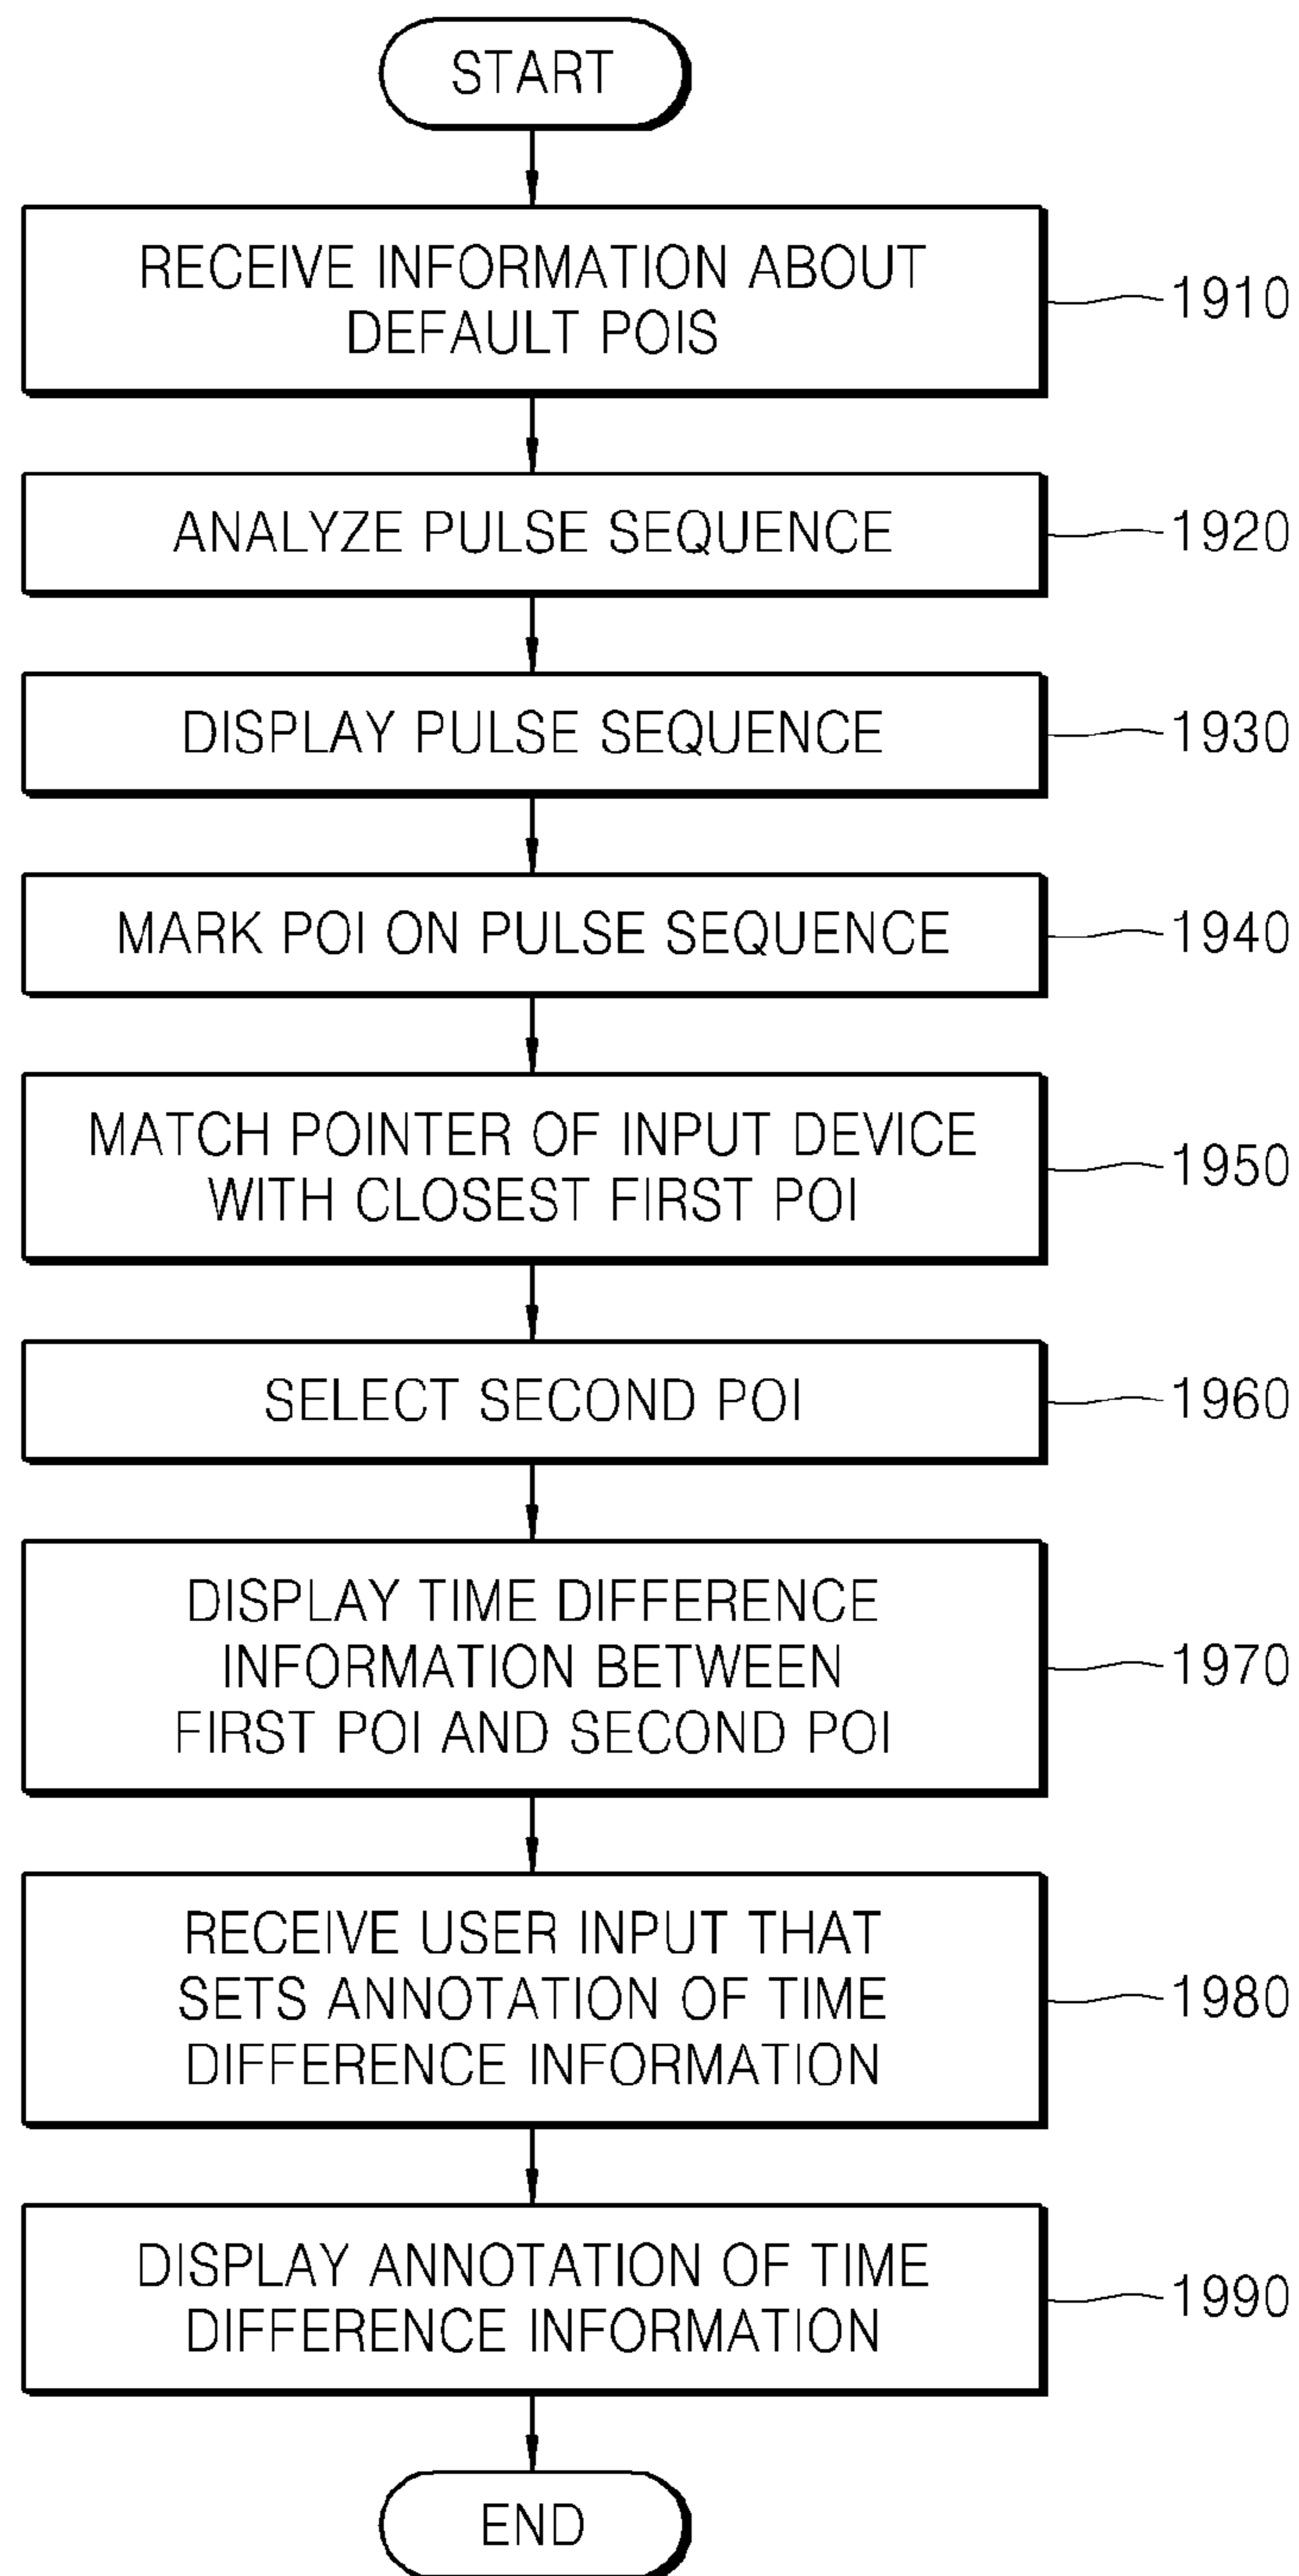 START
RECEIVE INFORMATION ABOUT
DEFAULT POIS
1910
ANALYZE PULSE SEQUENCE
1920
DISPLAY PULSE SEQUENCE
1930
MARK POI ON PULSE SEQUENCE
1940
MATCH POINTER OF INPUT DEVICE
WITH CLOSEST FIRST POI
1950
SELECT SECOND POI
1960
DISPLAY TIME DIFFERENCE
INFORMATION BETWEEN
FIRST POI AND SECOND POI
1970
RECEIVE USER INPUT THAT
SETS ANNOTATION OF TIME
DIFFERENCE INFORMATION
1980
DISPLAY ANNOTATION OF TIME
DIFFERENCE INFORMATION
1990
END